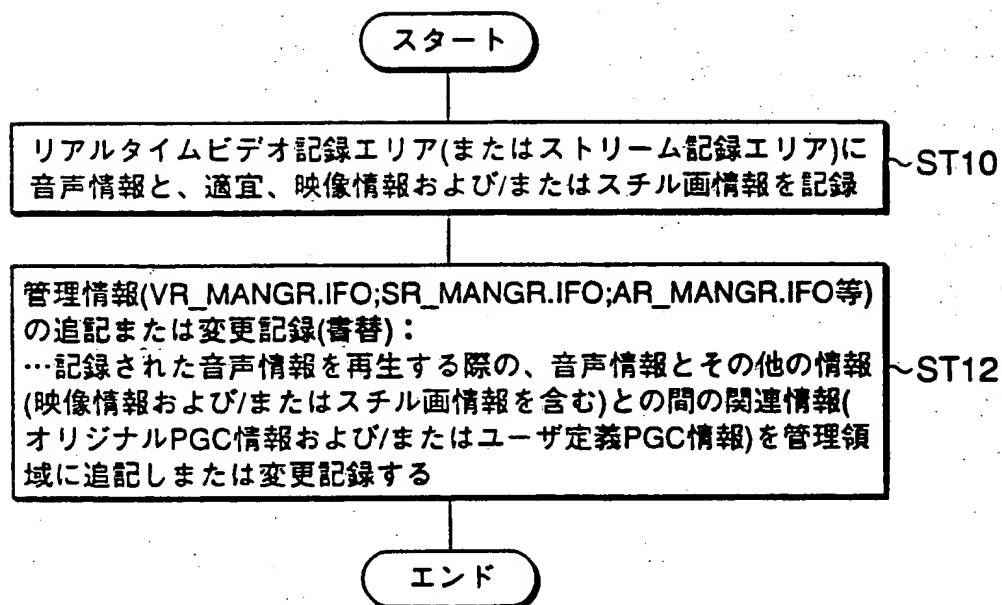 スタート
リアルタイムビデオ記録エリア(またはストリーム記録エリア)に
音声情報と、適宜、映像情報および/またはスチル画情報を記録
~ST10
管理情報(VR_MANGR.IFO;SR_MANGR.IFO;AR_MANGR.IFO等)
の追記または変更記録(書替):
…記録された音声情報を再生する際の、音声情報とその他の情報
(映像情報および/またはスチル画情報を含む)との間の関連情報(
オリジナルPGC情報および/またはユーザ定義PGC情報)を管理領
域に追記しまたは変更記録する
~ST12
エンド